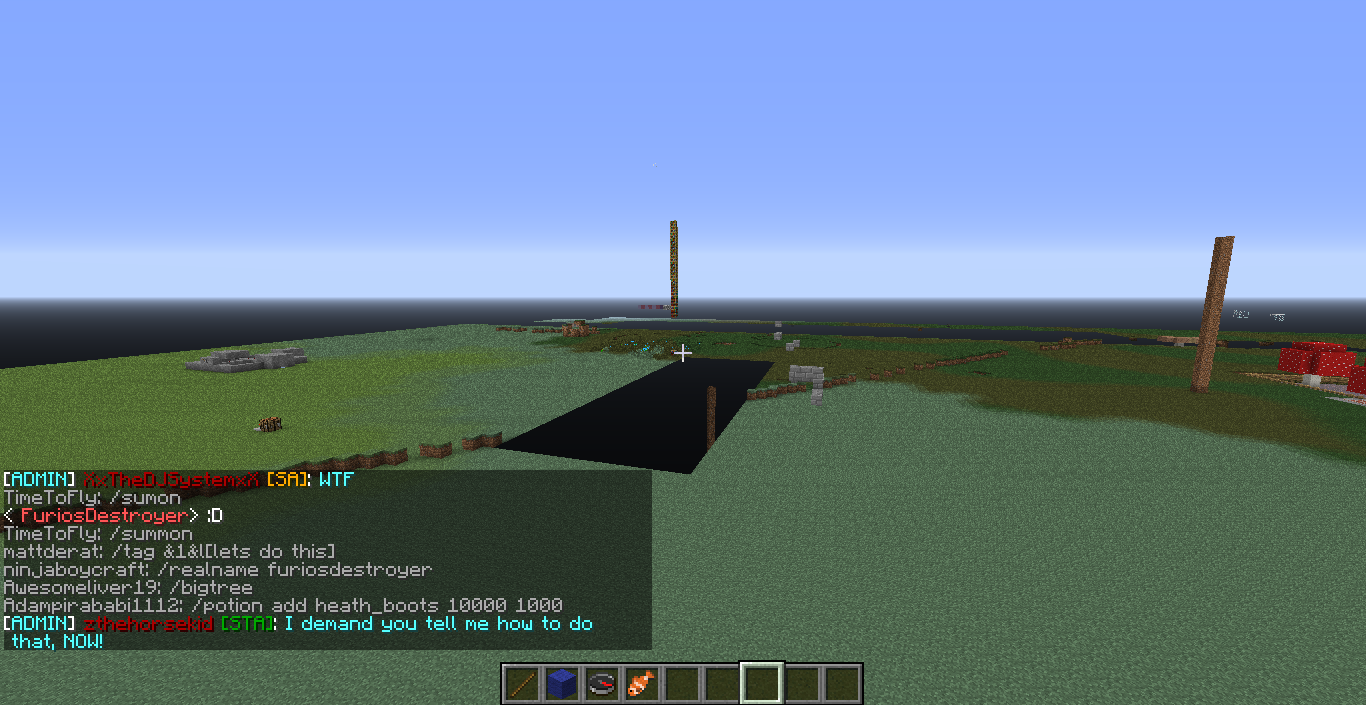 [ADMIN] XxTheDJSystemxX [SA]: WTF
TimeToFly: /sumon
< FuriosDestroyer> :D
TimeToFly: /summon
mattderat: /tag &1&l[lets do this]
ninjaboycraft: /realname furiosdestroyer
Awesomeliver19: /bigtree
Adampirababi1112: /potion add heath_boots 10000 1000
[ADMIN] zthehorsekid [STA]: I demand you tell me how to do
that, NOW!